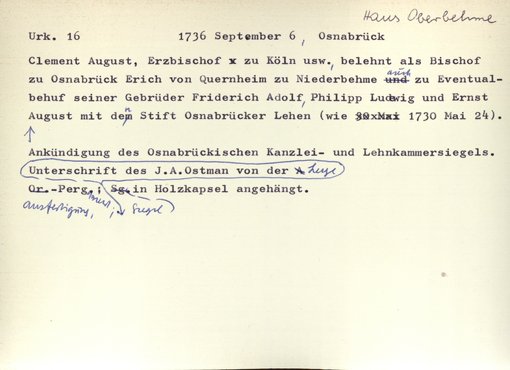 Haus Oberbehme
Urk. 16 1736 September 6, Osnabrück
Clement August, Erzbischof x zu Köln usw., belehnt als Bischof
zu Osnabrück Erich von Quernheim zu Niederbehme und auch zu Eventual-
behuf seiner Gebrüder Friderich Adolf, Philipp Ludwig und Ernst
August mit den Stift Osnabrücker Lehen (wie 1730 Mai 24).
Ankündigung des Osnabrückischen Kanzlei- und Lehnkammersiegels.
Unterschrift des J.A.Ostman von der Leye
Or.-Perg.; Sg. in Holzkapsel angehängt.
Ausfertigung, Siegel